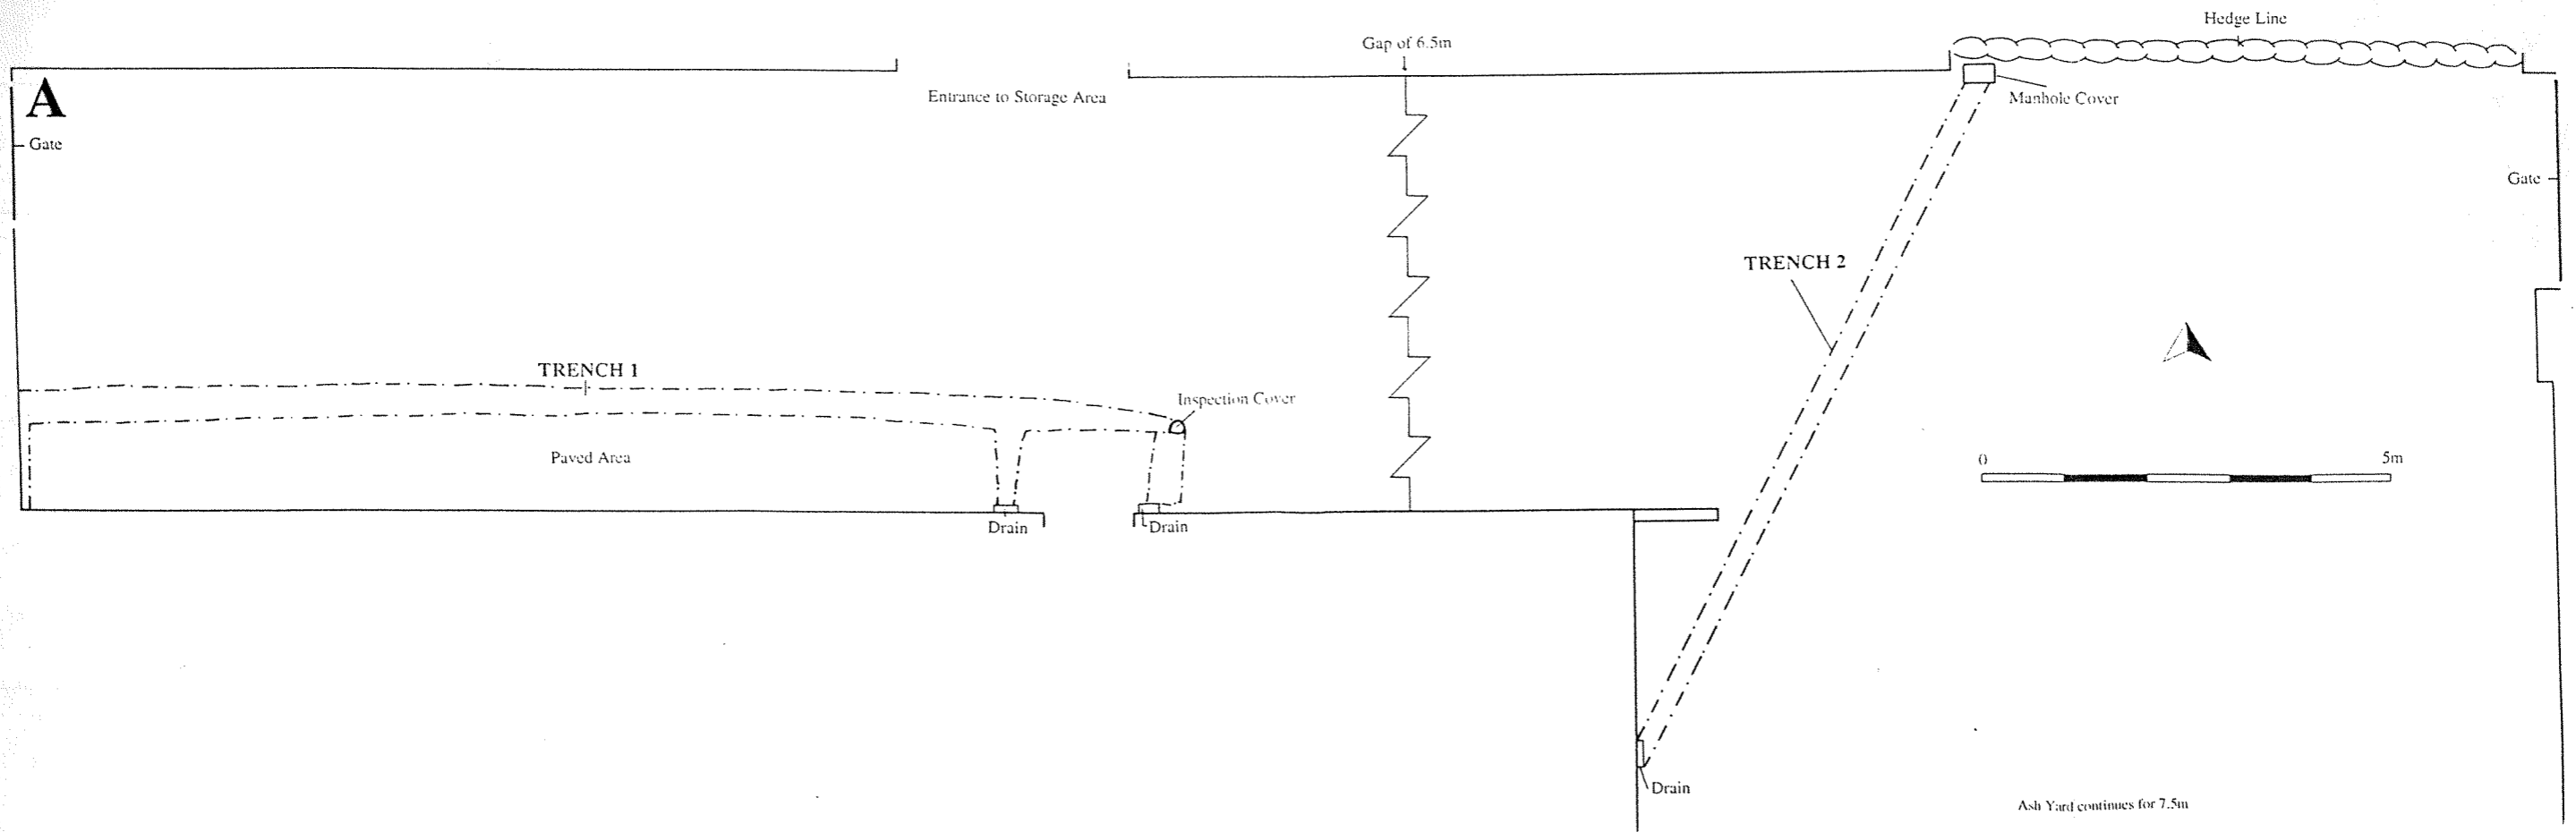 Hedge Line
Gap of 6.5m
A
Entrance to Storage Area
Manhole Cover
Gate
Gate
TRENCH 2
TRENCH 1
Inspection Cover
Paved Area
0
5m
Drain
Drain
Drain
Ash Yard continues for 7.5m